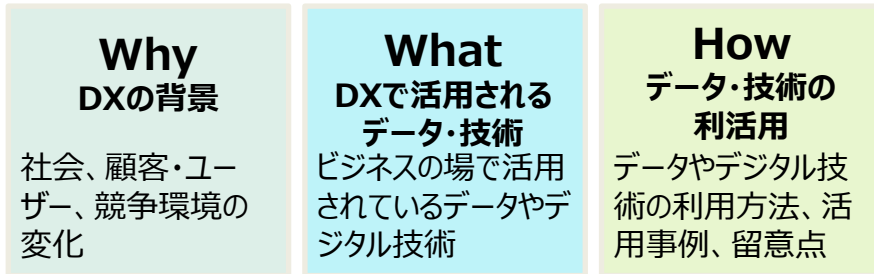 Why
DXの背景
社会、顧客・ユー
ザー、競争環境の
変化
What
DXで活用される
データ・技術
ビジネスの場で活用
されているデータやデ
ジタル技術
How
データ・技術の
利活用
データやデジタル技
術の利用方法、活
用事例、留意点